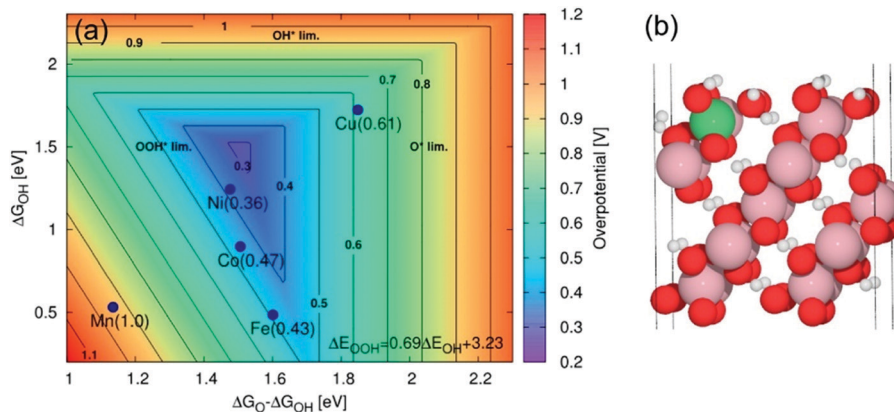 (a)
(b)
OH* lim.
OOH* lim.
O* lim.
1
0.9
0.8
0.7
0.6
0.5
0.4
0.3
1.1
Cu(0.61)
Ni(0.36)
Co(0.47)
Fe(0.43)
Mn(1.0)
ΔE_OOH=0.69ΔE_OH+3.23
ΔG_OH [eV]
2
1.5
1
0.5
1
1.2
1.4
1.6
1.8
2
2.2
ΔG_O-ΔG_OH [eV]
1.2
1.1
1
0.9
0.8
0.7
0.6
0.5
0.4
0.3
0.2
Overpotential [V]